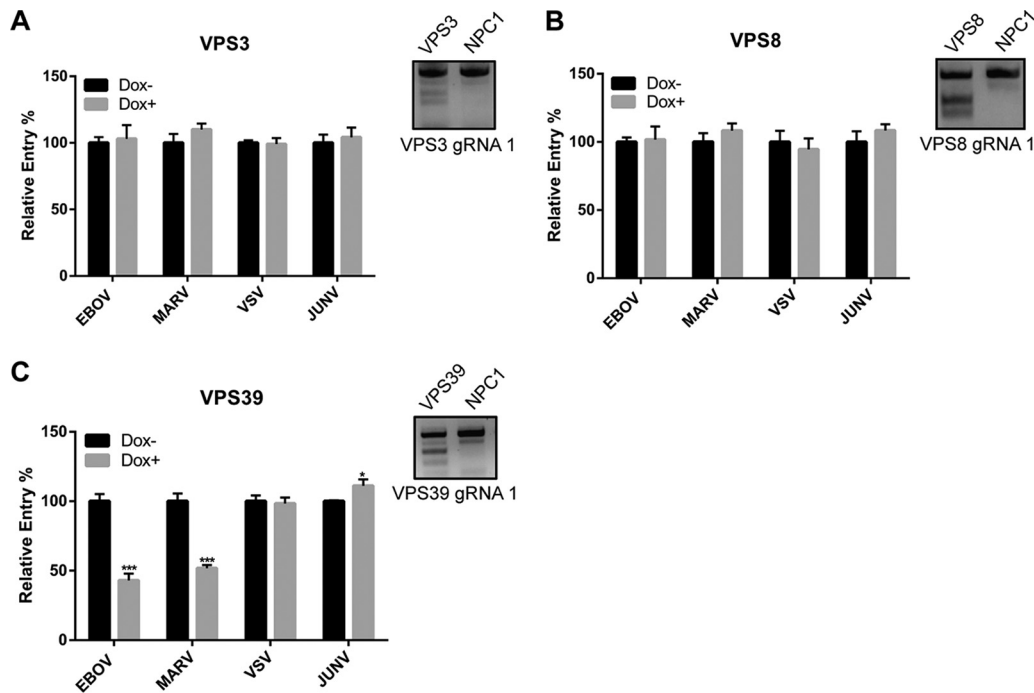 A
VPS3
Relative Entry %
150
100
50
0
Dox-
Dox+
EBOV
MARV
VSV
JUNV
VPS3
NPC1
VPS3 gRNA 1
B
VPS8
Relative Entry %
150
100
50
0
Dox-
Dox+
EBOV
MARV
VSV
JUNV
VPS8
NPC1
VPS8 gRNA 1
C
VPS39
Relative Entry %
150
100
50
0
Dox-
Dox+
***
***
*
EBOV
MARV
VSV
JUNV
VPS39
NPC1
VPS39 gRNA 1